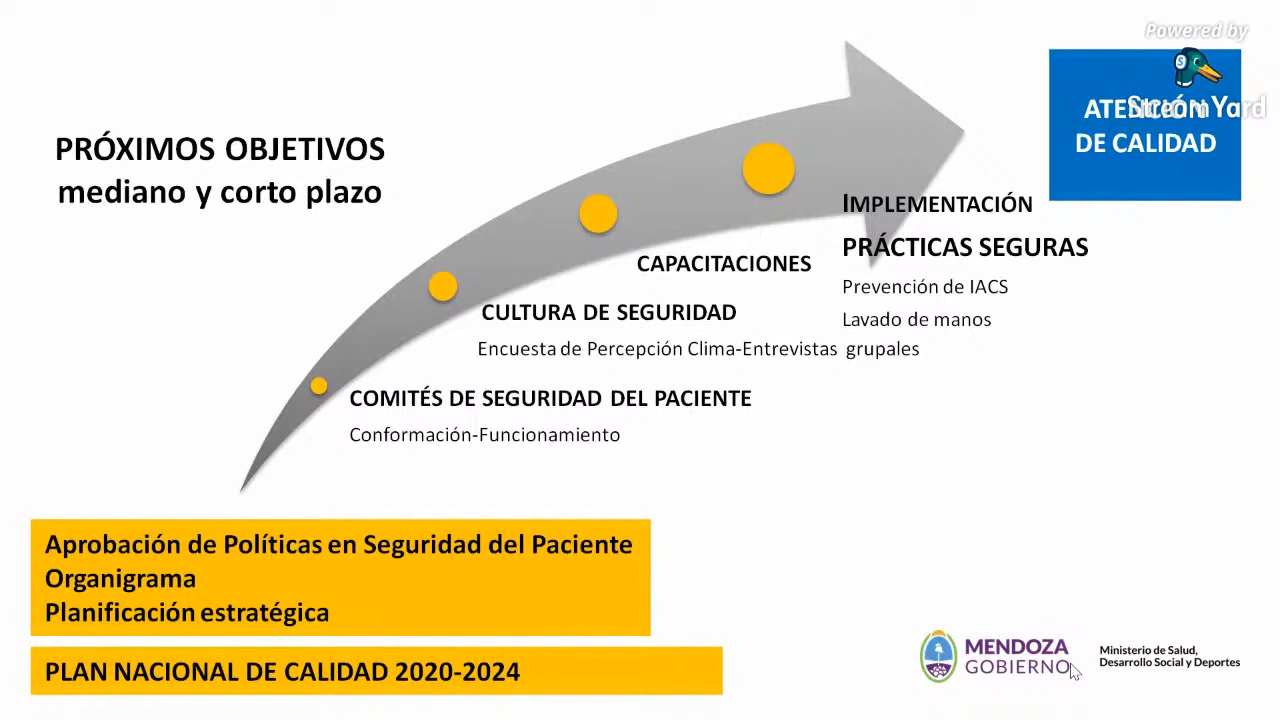 Powered by
StreamYard
ATENCIÓN
DE CALIDAD
PRÓXIMOS OBJETIVOS
mediano y corto plazo
IMPLEMENTACIÓN
PRÁCTICAS SEGURAS
Prevención de IACS
Lavado de manos
CAPACITACIONES
CULTURA DE SEGURIDAD
Encuesta de Percepción Clima-Entrevistas grupales
COMITÉS DE SEGURIDAD DEL PACIENTE
Conformación-Funcionamiento
Aprobación de Políticas en Seguridad del Paciente
Organigrama
Planificación estratégica
PLAN NACIONAL DE CALIDAD 2020-2024
MENDOZA
GOBIERNO
Ministerio de Salud,
Desarrollo Social y Deportes